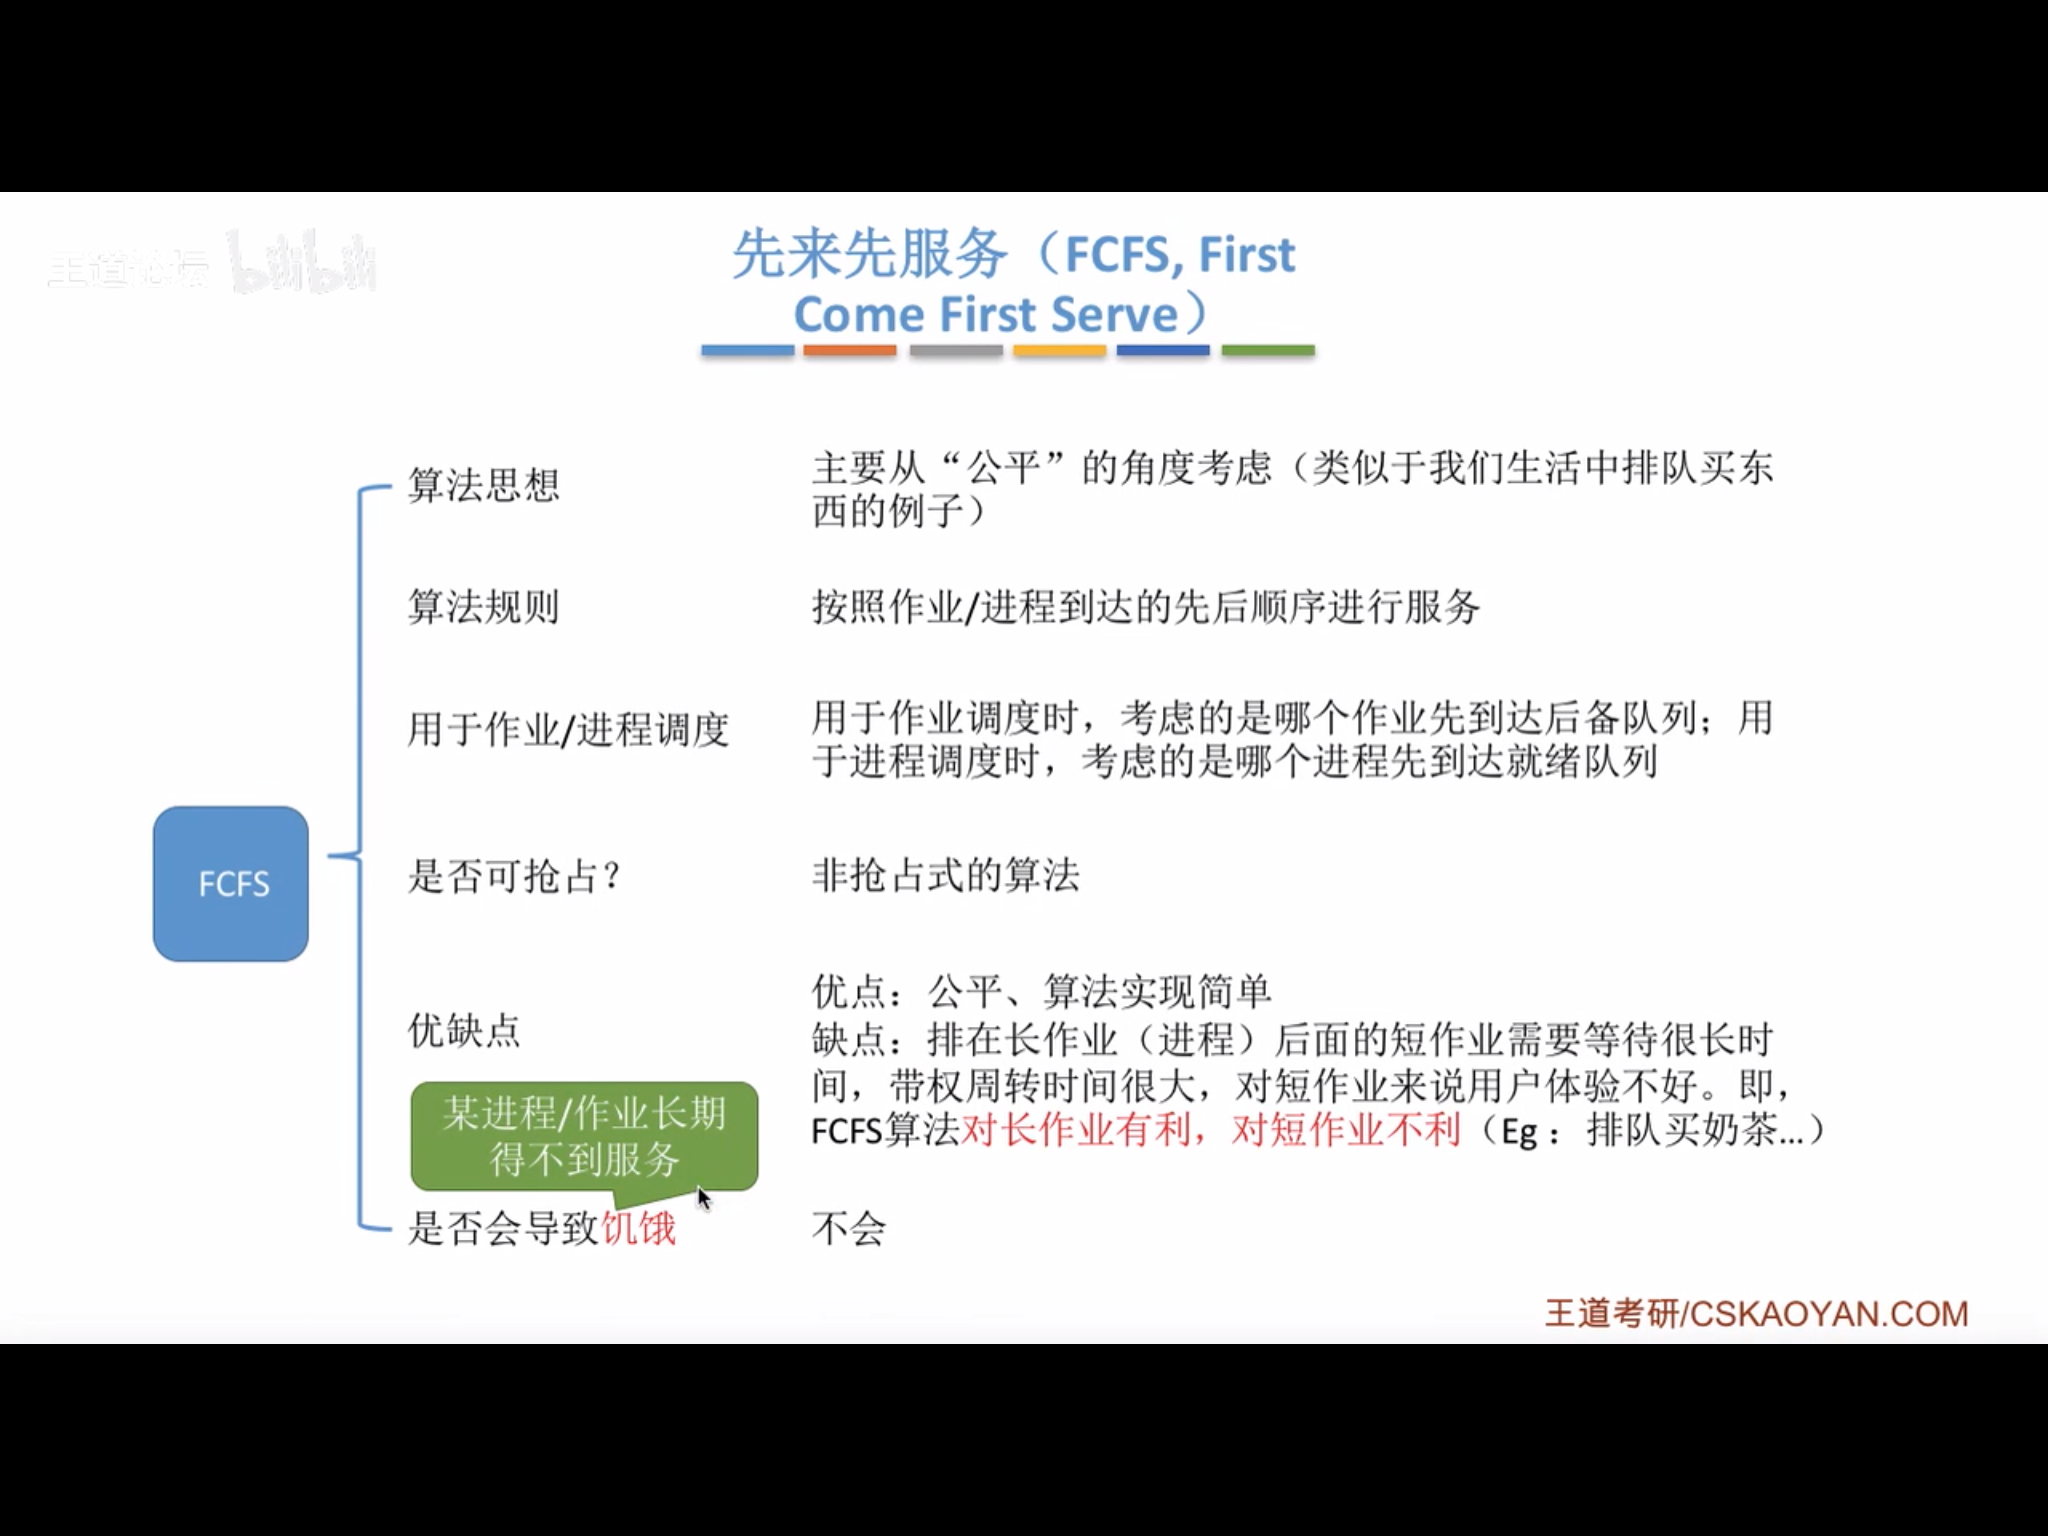 王道论坛 bilibili
先来先服务（FCFS, First
Come First Serve）
算法思想
主要从“公平”的角度考虑（类似于我们生活中排队买东
西的例子）
算法规则
按照作业/进程到达的先后顺序进行服务
用于作业/进程调度
用于作业调度时，考虑的是哪个作业先到达后备队列；用
于进程调度时，考虑的是哪个进程先到达就绪队列
FCFS
是否可抢占？
非抢占式的算法
优缺点
优点：公平、算法实现简单
缺点：排在长作业（进程）后面的短作业需要等待很长时
间，带权周转时间很大，对短作业来说用户体验不好。即，
FCFS算法对长作业有利，对短作业不利（Eg：排队买奶茶...）
某进程/作业长期
得不到服务
是否会导致饥饿
不会
王道考研/CSKAOYAN.COM